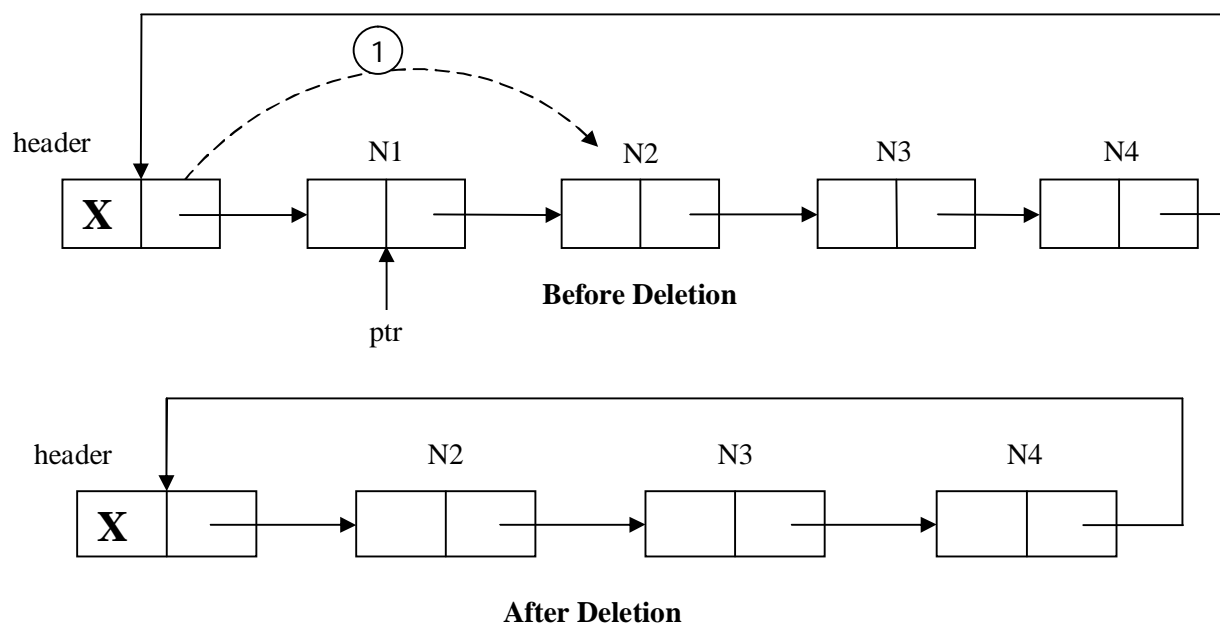 1
header
N1
N2
N3
N4
X
Before Deletion
ptr
header
N2
N3
N4
X
After Deletion